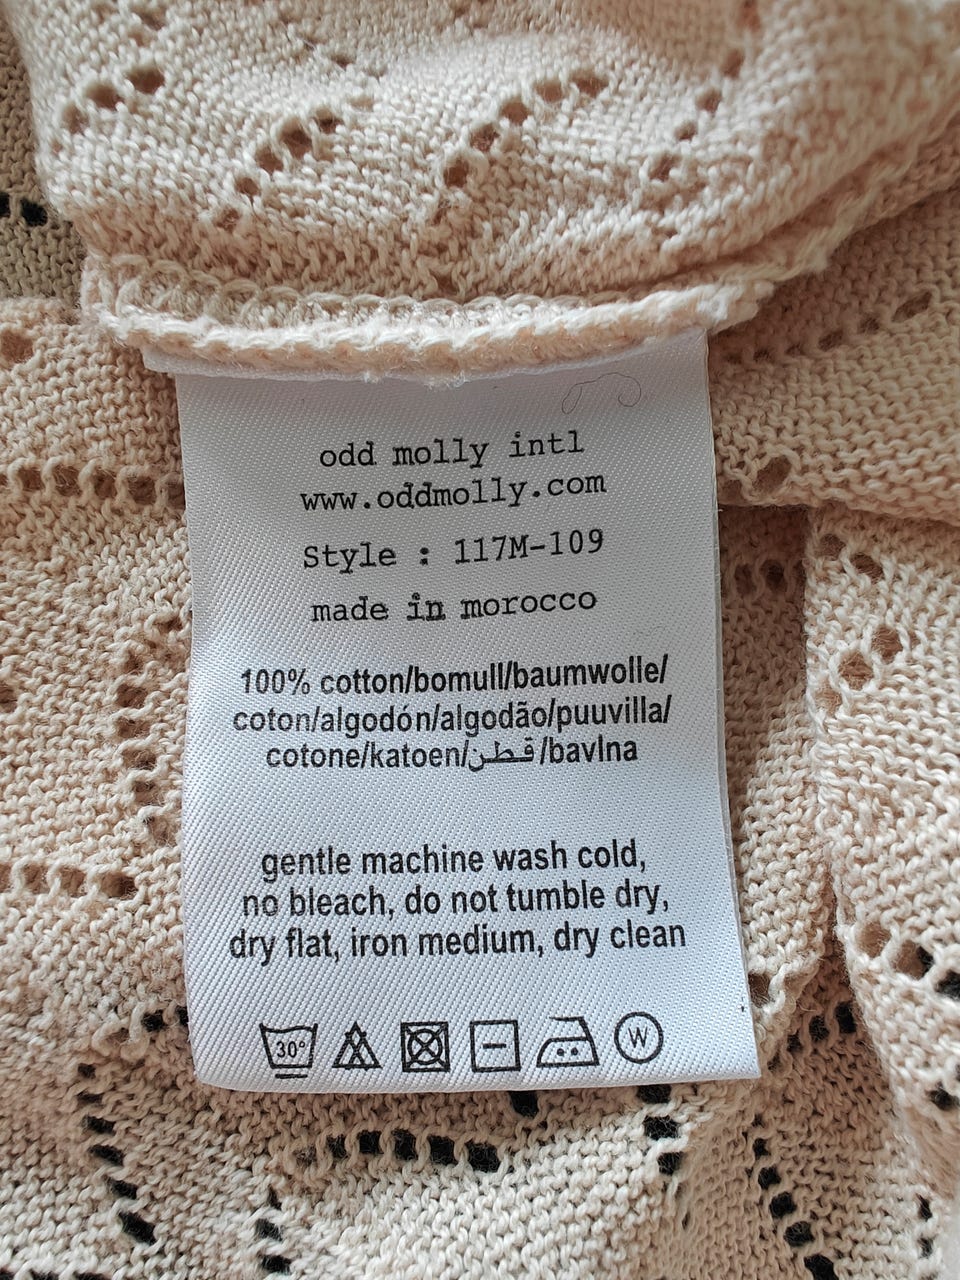 odd molly intl
www.oddmolly.com
Style : 117M-109
made in morocco
100% cotton/bomull/baumwolle/
coton/algodón/algodão/puuvilla/
cotone/katoen/قطن/bavlna
gentle machine wash cold,
no bleach, do not tumble dry,
dry flat, iron medium, dry clean
30° W